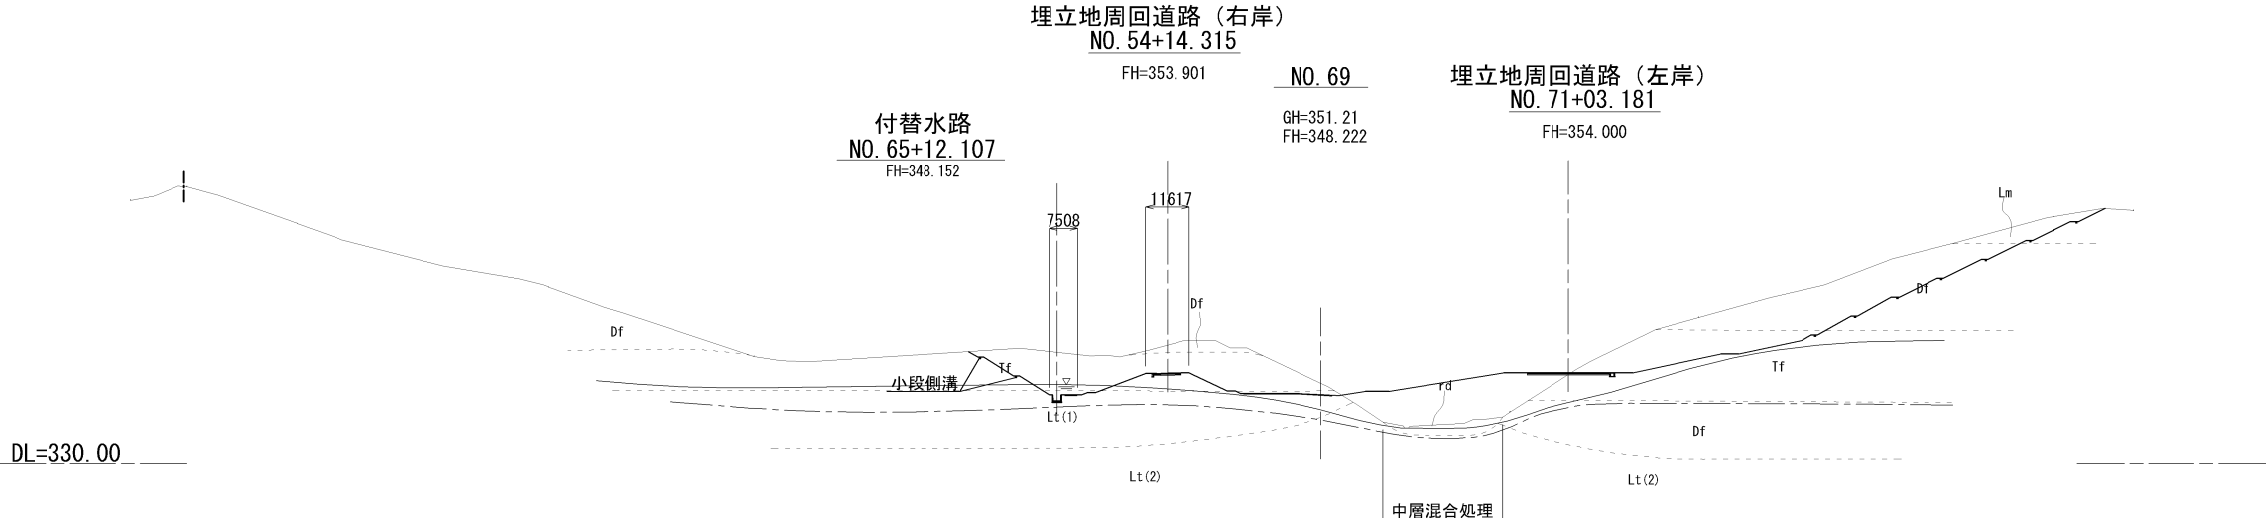 埋立地周回道路（右岸）
NO.54+14.315
FH=353.901
NO.69
GH=351.21
FH=348.222
埋立地周回道路（左岸）
NO.71+03.181
FH=354.000
付替水路
NO.65+12.107
FH=348.152
11617
7508
Lm
Df
Df
Df
Tf
Tf
小段側溝
rd
Lt(1)
Df
DL=330.00
Lt(2)
Lt(2)
中層混合処理